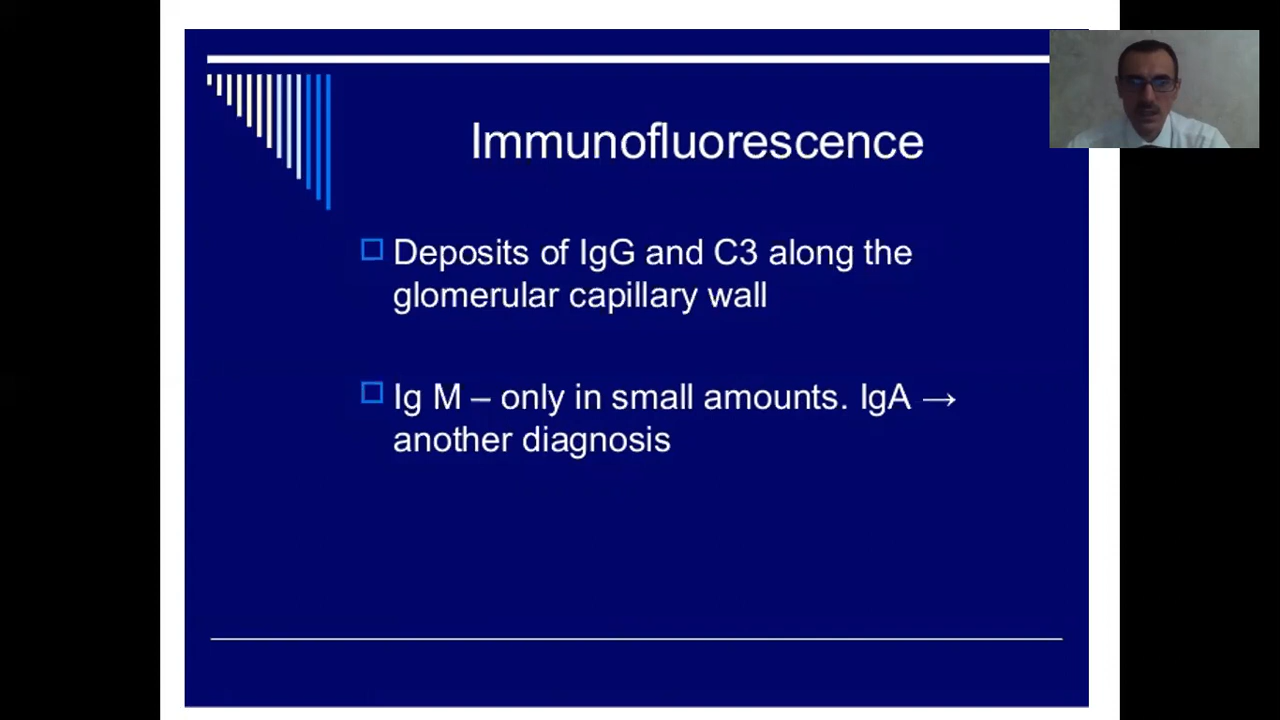 Immunofluorescence
Deposits of IgG and C3 along the
glomerular capillary wall
Ig M – only in small amounts. IgA →
another diagnosis